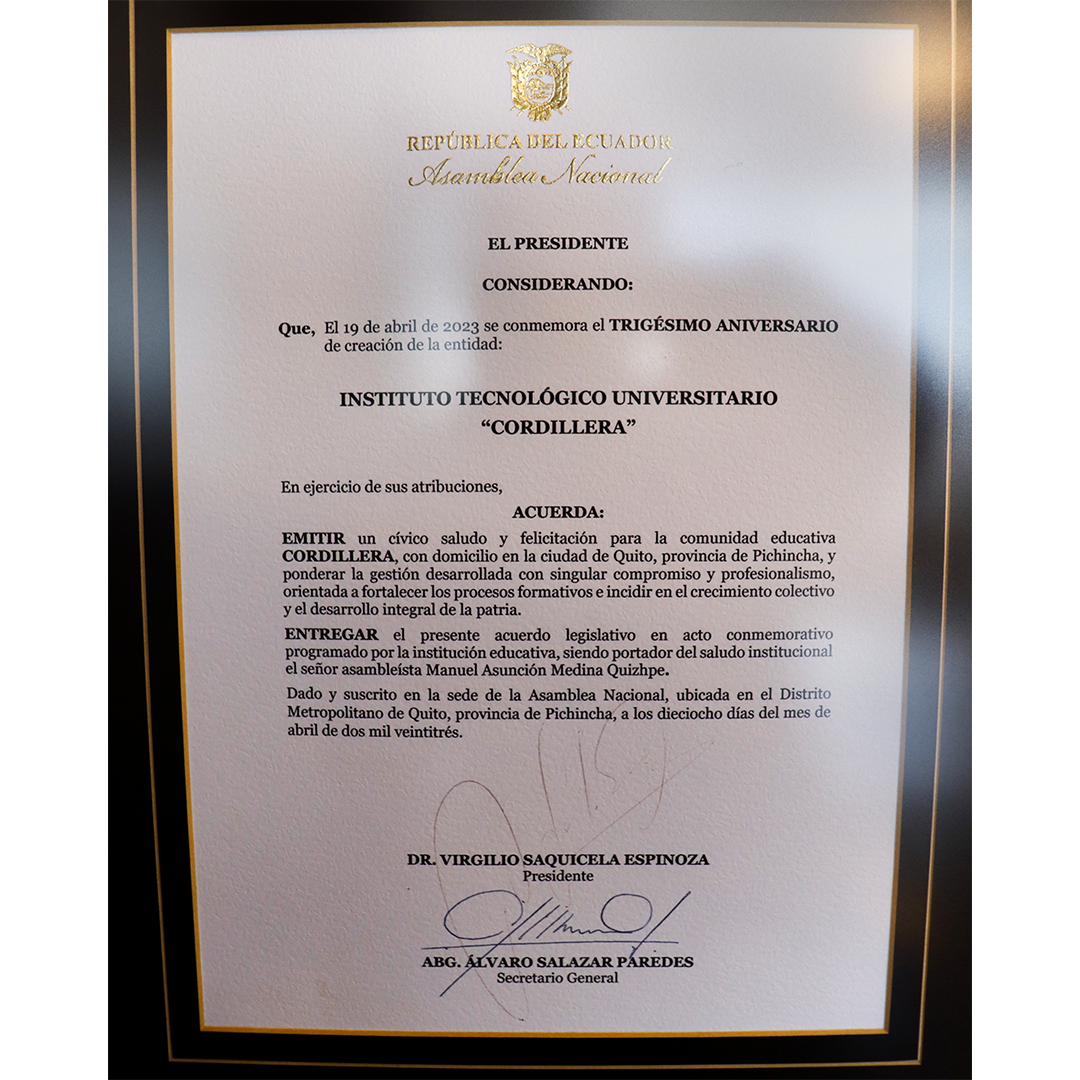 REPÚBLICA DEL ECUADOR
Asamblea Nacional
EL PRESIDENTE
CONSIDERANDO:
Que, El 19 de abril de 2023 se conmemora el TRIGÉSIMO ANIVERSARIO
de creación de la entidad:
INSTITUTO TECNOLÓGICO UNIVERSITARIO
“CORDILLERA”
En ejercicio de sus atribuciones,
ACUERDA:
EMITIR un cívico saludo y felicitación para la comunidad educativa
CORDILLERA, con domicilio en la ciudad de Quito, provincia de Pichincha, y
ponderar la gestión desarrollada con singular compromiso y profesionalismo,
orientada a fortalecer los procesos formativos e incidir en el crecimiento colectivo
y el desarrollo integral de la patria.
ENTREGAR el presente acuerdo legislativo en acto conmemorativo
programado por la institución educativa, siendo portador del saludo institucional
el señor asambleísta Manuel Asunción Medina Quizhpe.
Dado y suscrito en la sede de la Asamblea Nacional, ubicada en el Distrito
Metropolitano de Quito, provincia de Pichincha, a los dieciocho días del mes de
abril de dos mil veintitrés.
DR. VIRGILIO SAQUICELA ESPINOZA
Presidente
ABG. ÁLVARO SALAZAR PAREDES
Secretario General